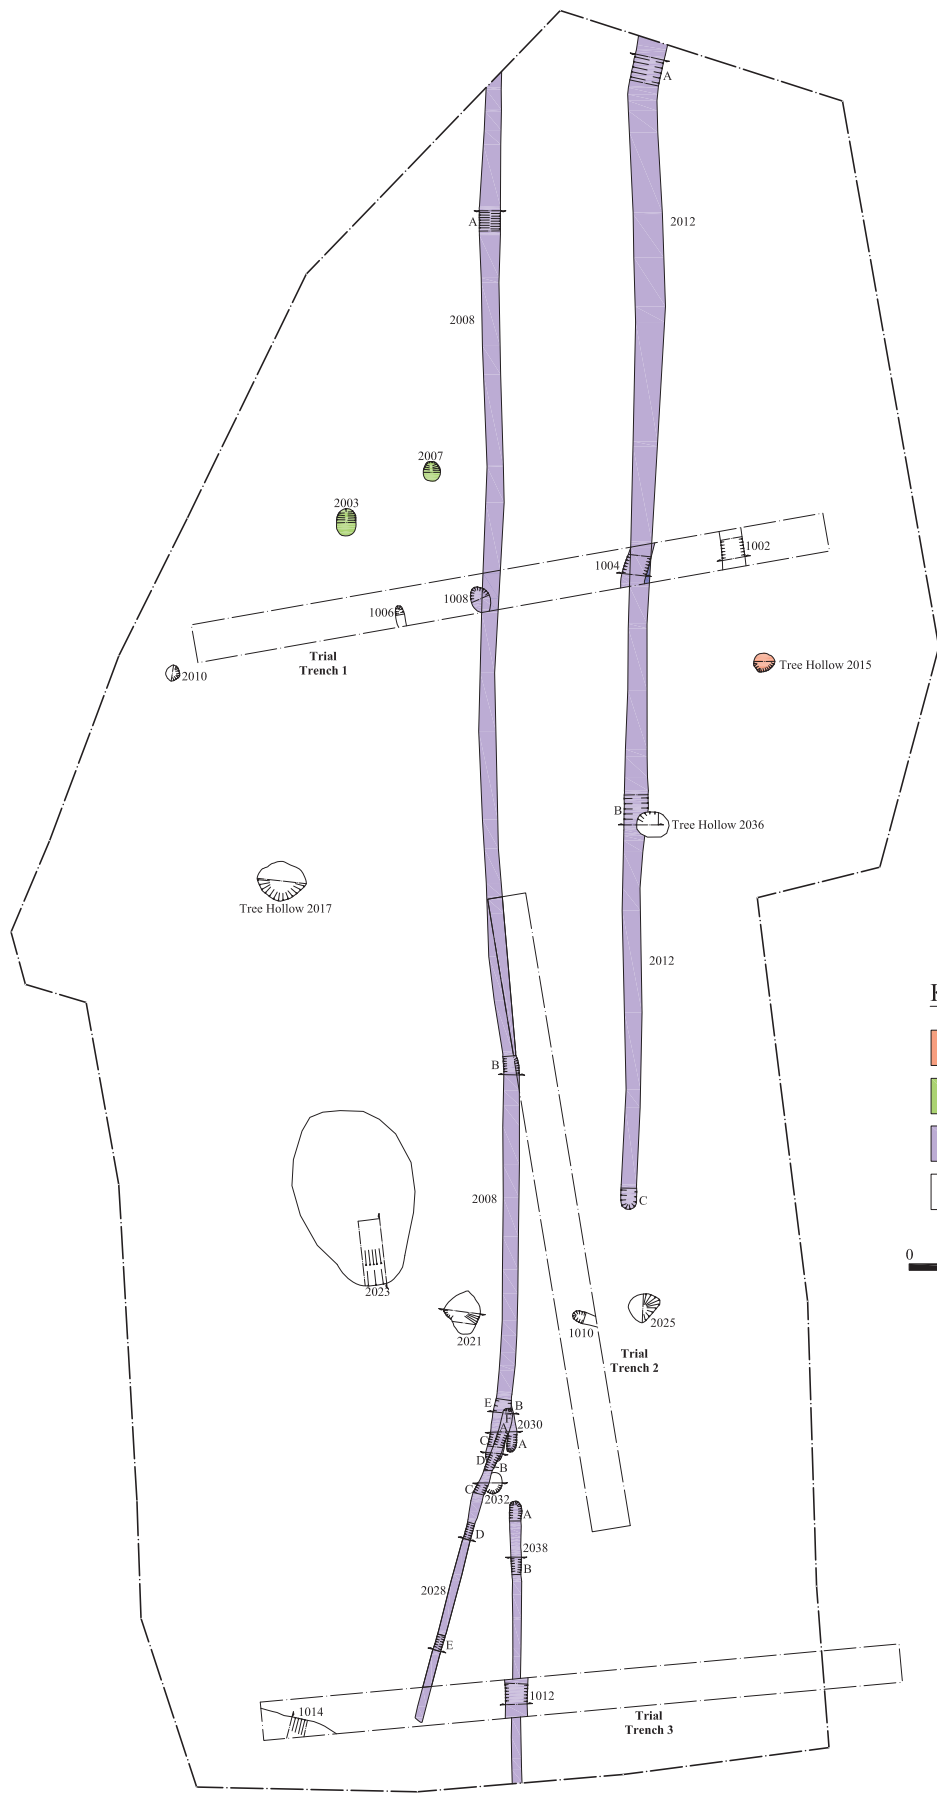 A
2012
A
2008
2007
2003
1002
1004
1008
1006
Trial
Trench 1
2010
Tree Hollow 2015
B
Tree Hollow 2036
Tree Hollow 2017
2012
B
C
2008
2023
2021
1010
2025
Trial
Trench 2
E
B
F
2030
A
C
A
D
B
C
2032
A
D
2038
B
2028
E
1012
1014
Trial
Trench 3
K
0